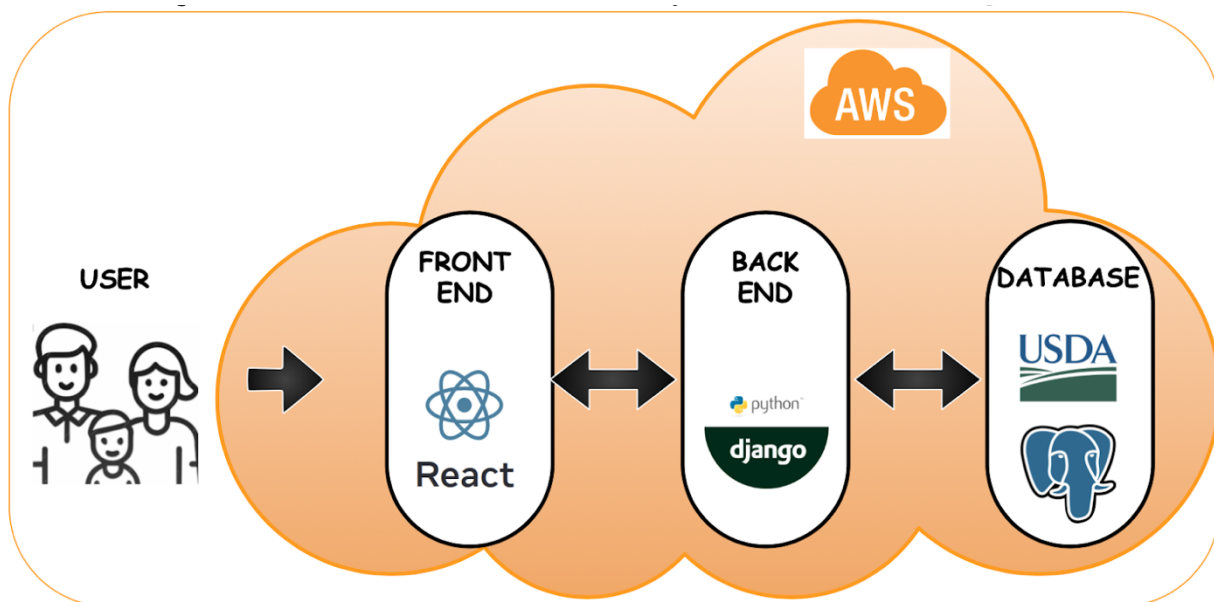 AWS
USER
FRONT
END
React
BACK
END
python
django
DATABASE
USDA